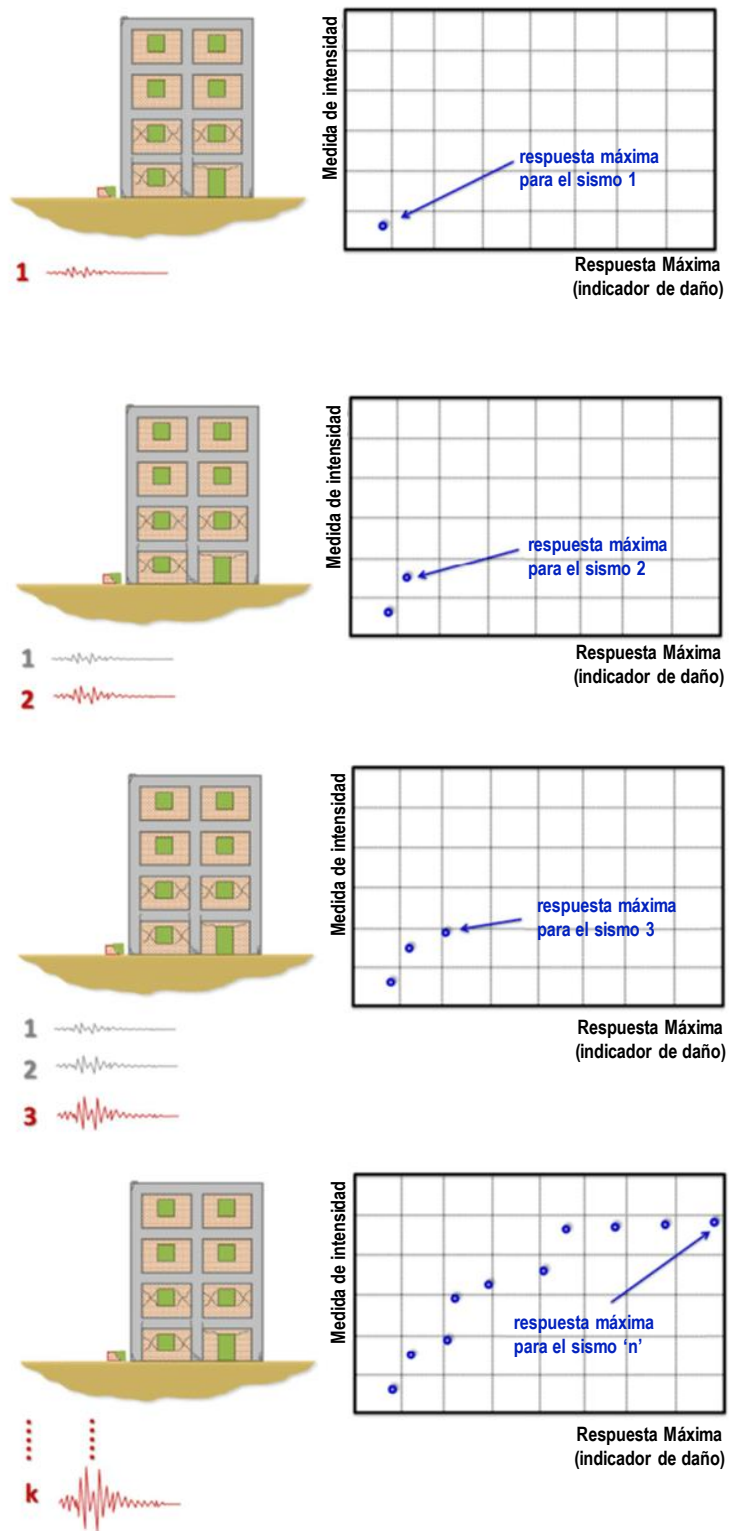 Medida de intensidad
respuesta máxima
para el sismo 1
Respuesta Máxima
(indicador de daño)
1
Medida de intensidad
respuesta máxima
para el sismo 2
Respuesta Máxima
(indicador de daño)
1
2
Medida de intensidad
respuesta máxima
para el sismo 3
Respuesta Máxima
(indicador de daño)
1
2
3
Medida de intensidad
respuesta máxima
para el sismo ‘n’
Respuesta Máxima
(indicador de daño)
k